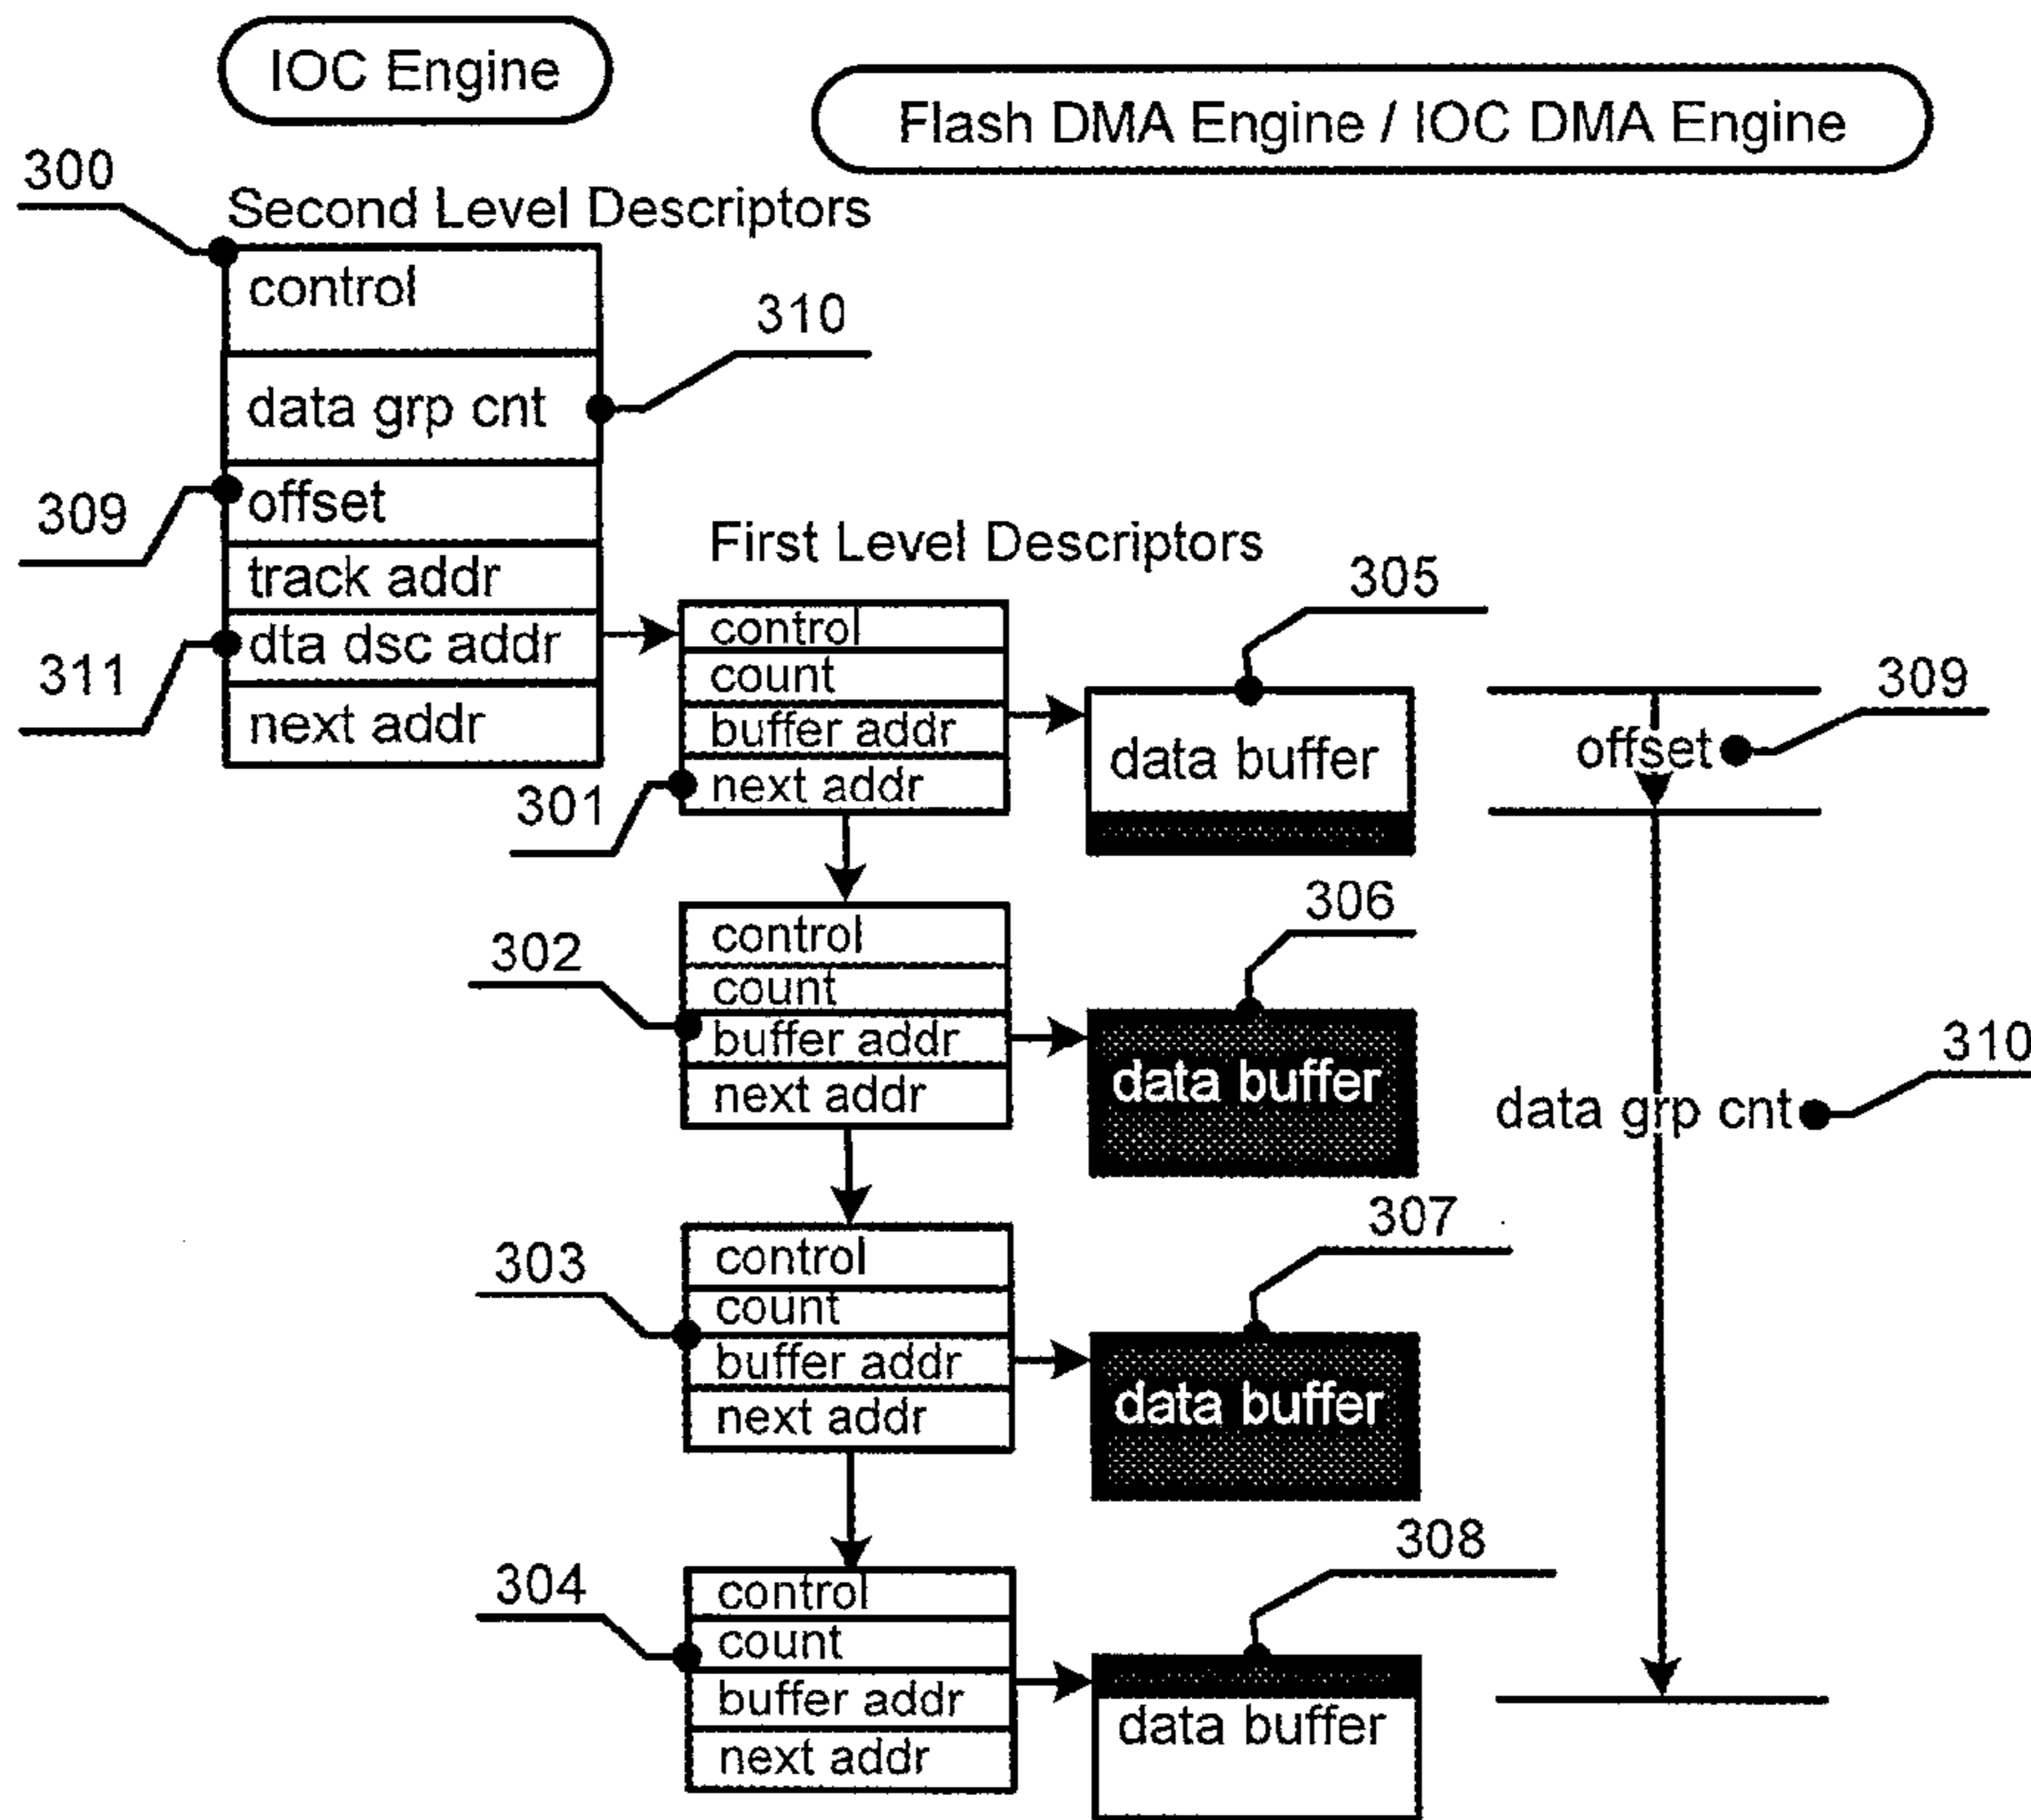 IOC Engine
Flash DMA Engine / IOC DMA Engine
300
Second Level Descriptors
control
310
data grp cnt
309
offset
track addr
311
dta dsc addr
next addr
First Level Descriptors
305
control
count
buffer addr
next addr
301
data buffer
offset
309
302
control
count
buffer addr
next addr
306
data buffer
310
data grp cnt
303
control
count
buffer addr
next addr
307
data buffer
304
control
count
buffer addr
next addr
308
data buffer